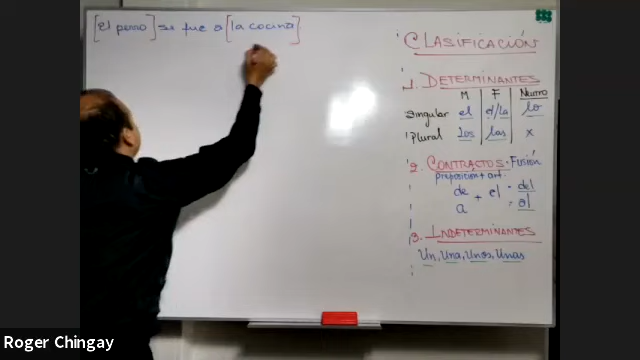 [el perro] se fue a [la cocina]
CLASIFICACIÓN
1. DETERMINANTES
M F Neutro
Singular el el/la lo
Plural los las x
2. CONTRACTOS - Fusión
preposición + art.
de + el = del
a = al
3. INDETERMINANTES
Un, Una, Unos, Unas
Roger Chingay